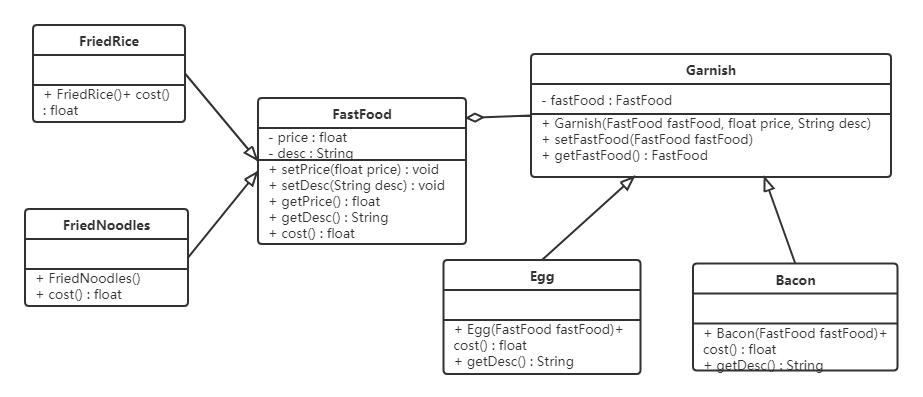 FriedRice
+ FriedRice()+ cost()
: float
FriedNoodles
+ FriedNoodles()
+ cost() : float
FastFood
- price : float
- desc : String
+ setPrice(float price) : void
+ setDesc(String desc) : void
+ getPrice() : float
+ getDesc() : String
+ cost() : float
Garnish
- fastFood : FastFood
+ Garnish(FastFood fastFood, float price, String desc)
+ setFastFood(FastFood fastFood)
+ getFastFood() : FastFood
Egg
+ Egg(FastFood fastFood)+
cost() : float
+ getDesc() : String
Bacon
+ Bacon(FastFood fastFood)+
cost() : float
+ getDesc() : String